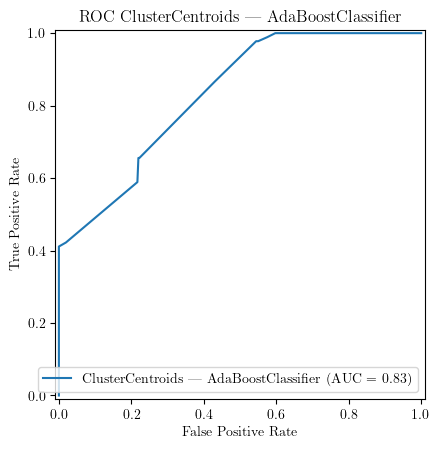 ROC ClusterCentroids — AdaBoostClassifier
1.0
0.8
0.6
0.4
0.2
0.0
True Positive Rate
ClusterCentroids — AdaBoostClassifier (AUC = 0.83)
0.0 0.2 0.4 0.6 0.8 1.0
False Positive Rate